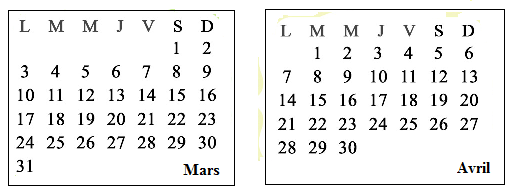 L M M J V S D
1 2
3 4 5 6 7 8 9
10 11 12 13 14 15 16
17 18 19 20 21 22 23
24 25 26 27 28 29 30
31 Mars
L M M J V S D
1 2 3 4 5 6
7 8 9 10 11 12 13
14 15 16 17 18 19 20
21 22 23 24 25 26 27
28 29 30
Avril